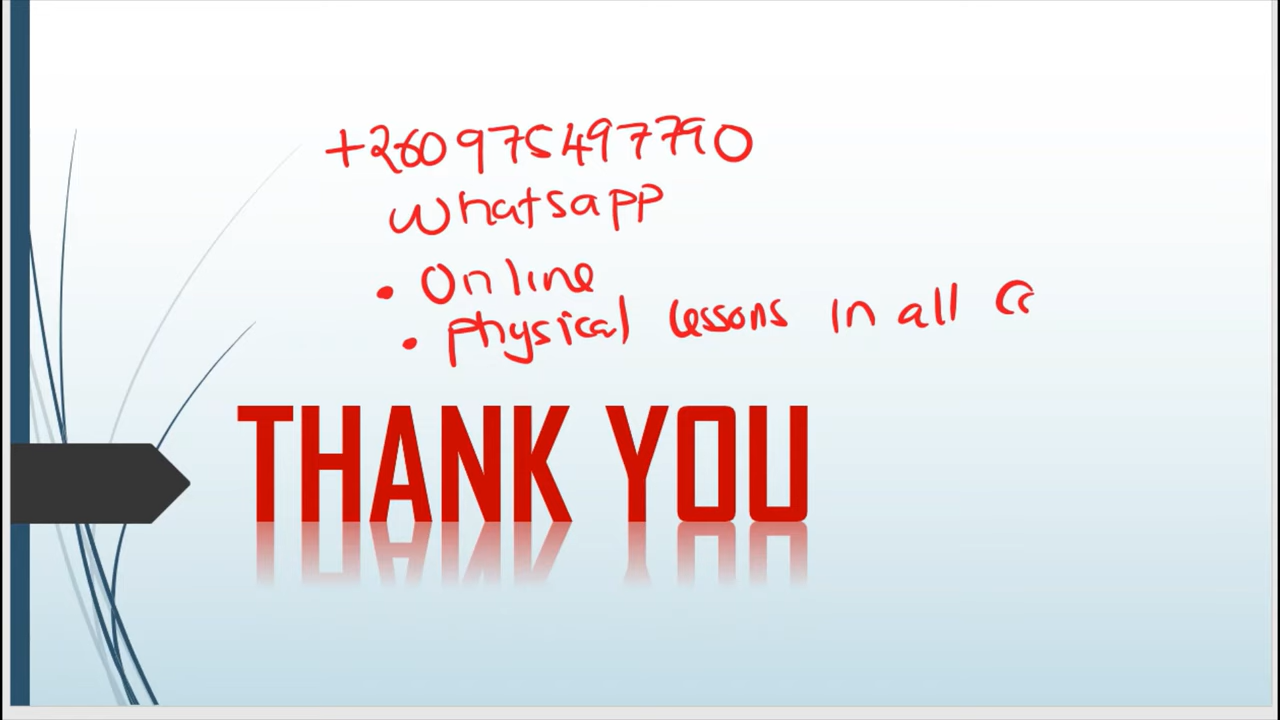 +260975497790
Whatsapp
• Online
• Physical lessons in all
THANK YOU